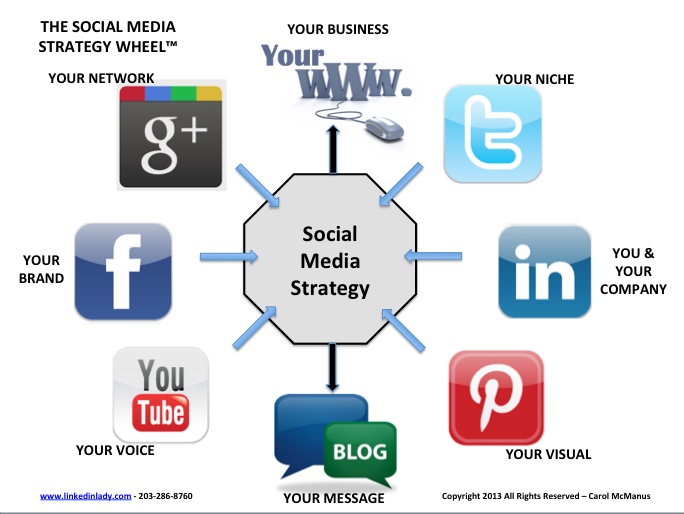 THE SOCIAL MEDIA
STRATEGY WHEEL™
YOUR BUSINESS
Your
WWW.
YOUR NETWORK
g+
YOUR NICHE
t
Social
Media
Strategy
YOUR
BRAND
f
in
YOU &
YOUR
COMPANY
You
Tube
YOUR VOICE
BLOG
YOUR MESSAGE
P
YOUR VISUAL
www.linkedinlady.com - 203-286-8760
Copyright 2013 All Rights Reserved – Carol McManus